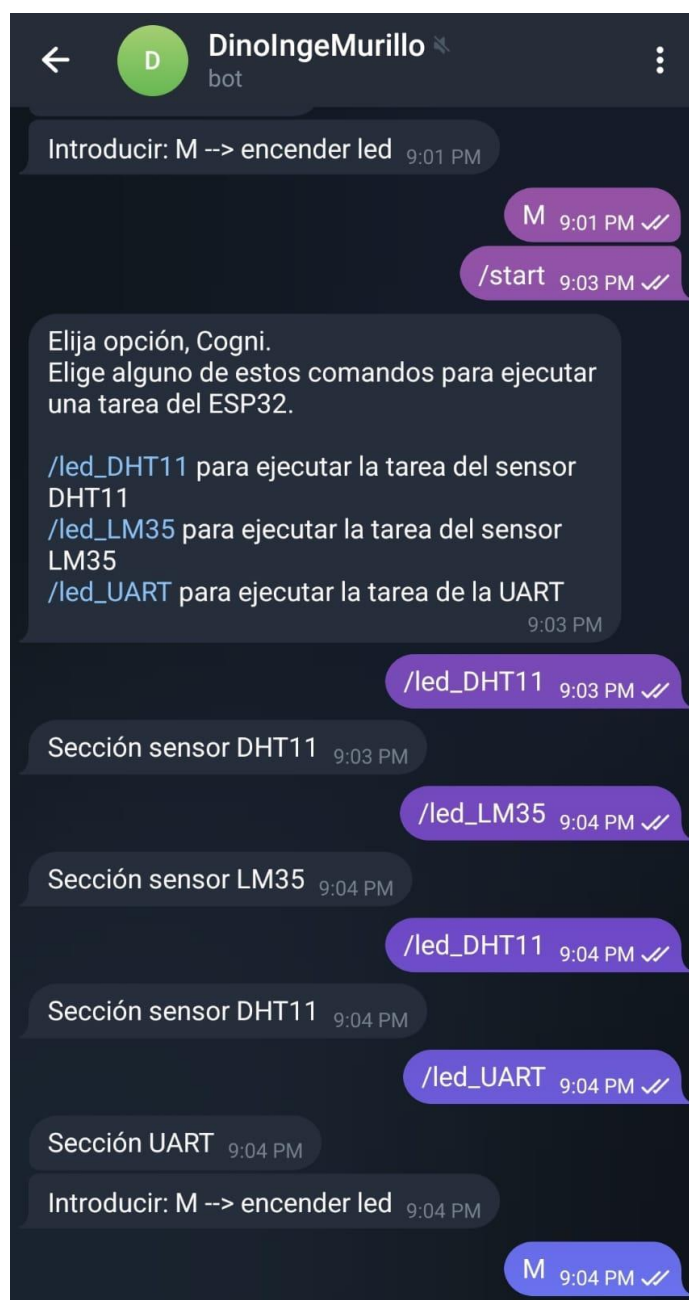 D
DinoIngeMurillo
bot
Introducir: M --> encender led 9:01 PM
M 9:01 PM
/start 9:03 PM
Elija opción, Cogni.
Elige alguno de estos comandos para ejecutar
una tarea del ESP32.
/led_DHT11 para ejecutar la tarea del sensor
DHT11
/led_LM35 para ejecutar la tarea del sensor
LM35
/led_UART para ejecutar la tarea de la UART
9:03 PM
/led_DHT11 9:03 PM
Sección sensor DHT11 9:03 PM
/led_LM35 9:04 PM
Sección sensor LM35 9:04 PM
/led_DHT11 9:04 PM
Sección sensor DHT11 9:04 PM
/led_UART 9:04 PM
Sección UART 9:04 PM
Introducir: M --> encender led 9:04 PM
M 9:04 PM